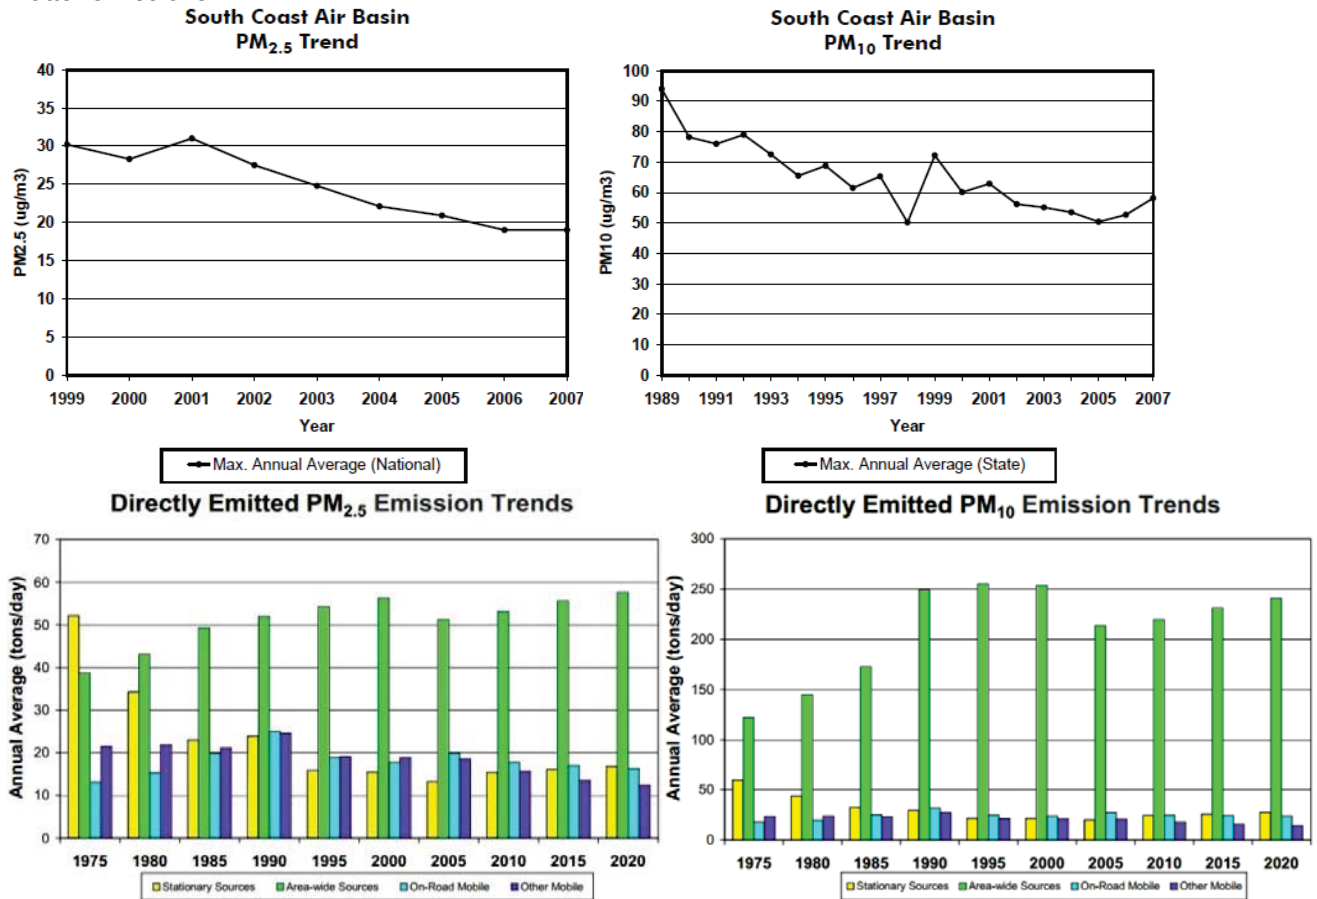 South Coast Air Basin
PM2.5 Trend
40
35
30
25
20
15
10
5
0
PM2.5 (ug/m3)
1999 2000 2001 2002 2003 2004 2005 2006 2007
Year
Max. Annual Average (National)
South Coast Air Basin
PM10 Trend
100
90
80
70
60
50
40
30
20
10
0
PM10 (ug/m3)
1989 1991 1993 1995 1997 1999 2001 2003 2005 2007
Year
Max. Annual Average (State)
Directly Emitted PM2.5 Emission Trends
70
60
50
40
30
20
10
0
Annual Average (tons/day)
1975 1980 1985 1990 1995 2000 2005 2010 2015 2020
Stationary Sources Area-wide Sources On-Road Mobile Other Mobile
Directly Emitted PM10 Emission Trends
300
250
200
150
100
50
0
Annual Average (tons/day)
1975 1980 1985 1990 1995 2000 2005 2010 2015 2020
Stationary Sources Area-wide Sources On-Road Mobile Other Mobile